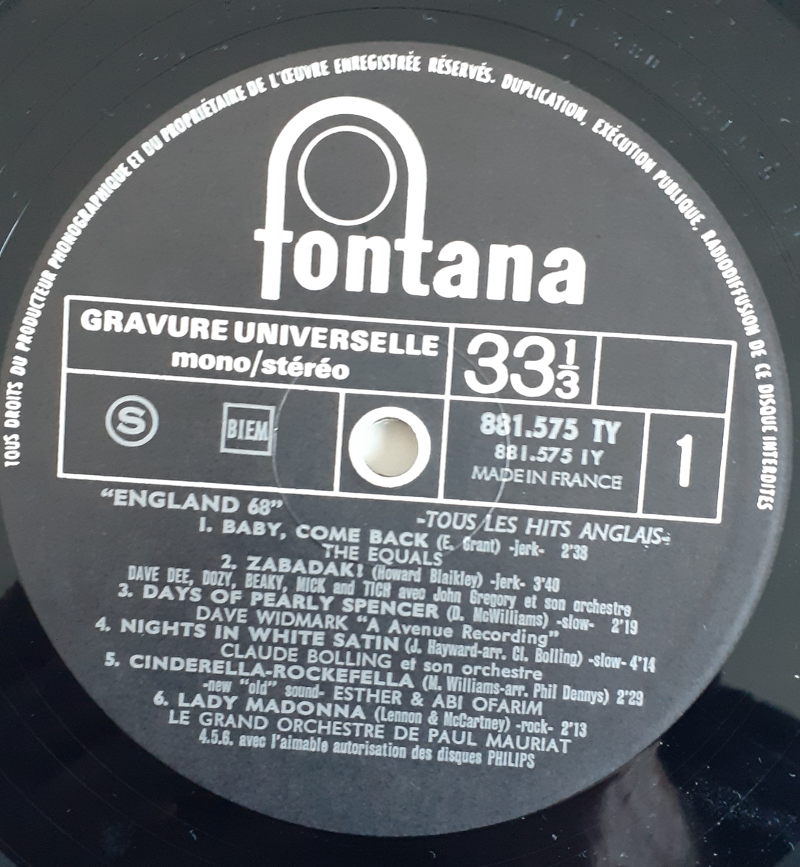 TOUS DROITS DU PRODUCTEUR PHONOGRAPHIQUE ET DU PROPRIÉTAIRE DE L'ŒUVRE ENREGISTRÉE RÉSERVÉS. DUPLICATION, EXÉCUTION PUBLIQUE, RADIODIFFUSION DE CE DISQUE INTERDITES
fontana
GRAVURE UNIVERSELLE
mono/stéréo
33⅓
S
BIEM
881.575 TY
881.575 1Y
MADE IN FRANCE
1
"ENGLAND 68" -TOUS LES HITS ANGLAIS-
1. BABY, COME BACK (E. Grant) -jerk- 2'38
THE EQUALS
2. ZABADAK! (Howard Blaikley) -jerk- 3'40
DAVE DEE, DOZY, BEAKY, MICK and TICH avec John Gregory et son orchestre
3. DAYS OF PEARLY SPENCER (D. McWilliams) -slow- 2'19
DAVE WIDMARK "A Avenue Recording"
4. NIGHTS IN WHITE SATIN (J. Hayward-arr. Cl. Bolling) -slow- 4'14
CLAUDE BOLLING et son orchestre
5. CINDERELLA-ROCKEFELLA (M. Williams-arr. Phil Dennys) 2'29
-new "old" sound- ESTHER & ABI OFARIM
6. LADY MADONNA (Lennon & McCartney) -rock- 2'13
LE GRAND ORCHESTRE DE PAUL MAURIAT
4.5.6. avec l'aimable autorisation des disques PHILIPS